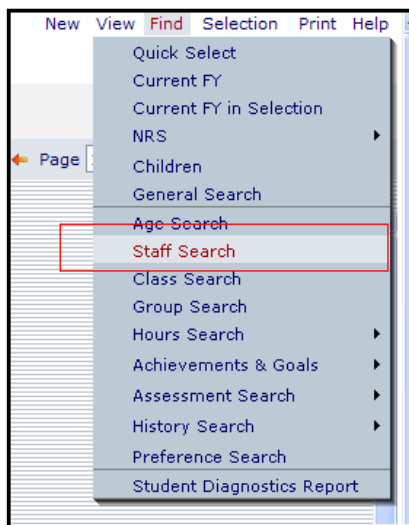 New View Find Selection Print Help
Quick Select
Current FY
Current FY in Selection
NRS
Page
Children
General Search
Age Search
Staff Search
Class Search
Group Search
Hours Search
Achievements & Goals
Assessment Search
History Search
Preference Search
Student Diagnostics Report